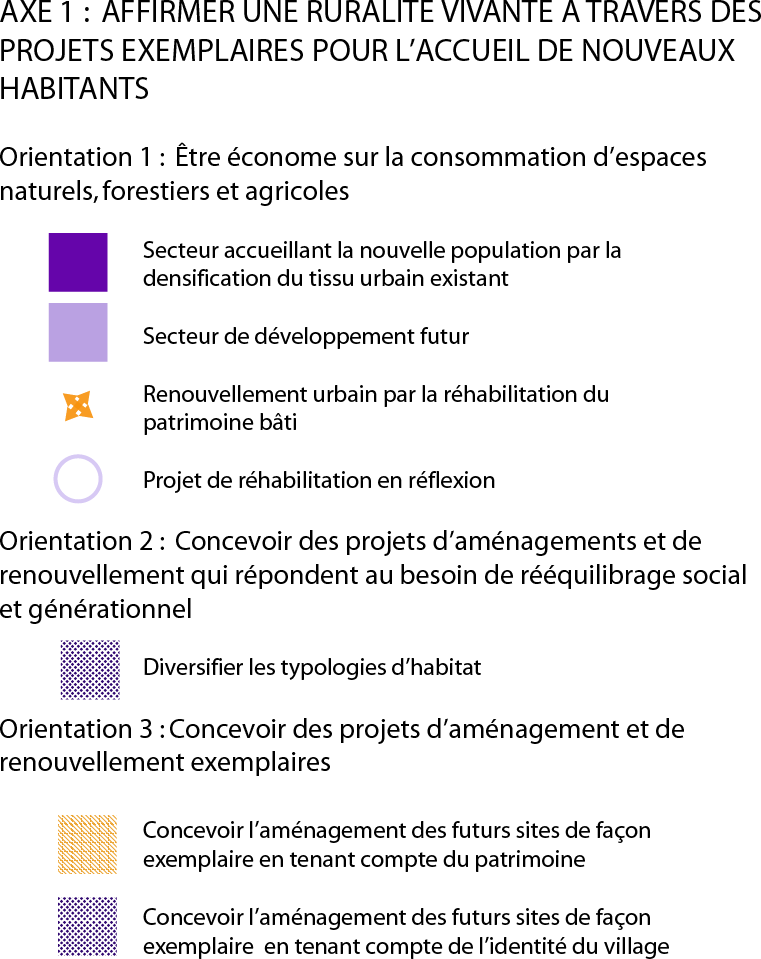 AXE 1 : AFFIRMER UNE RURALITE VIVANTE A TRAVERS DES
PROJETS EXEMPLAIRES POUR L’ACCUEIL DE NOUVEAUX
HABITANTS
Orientation 1 : Être économe sur la consommation d’espaces
naturels, forestiers et agricoles
Secteur accueillant la nouvelle population par la
densification du tissu urbain existant
Secteur de développement futur
Renouvellement urbain par la réhabilitation du
patrimoine bâti
Projet de réhabilitation en réflexion
Orientation 2 : Concevoir des projets d’aménagements et de
renouvellement qui répondent au besoin de rééquilibrage social
et générationnel
Diversifier les typologies d’habitat
Orientation 3 : Concevoir des projets d’aménagement et de
renouvellement exemplaires
Concevoir l’aménagement des futurs sites de façon
exemplaire en tenant compte du patrimoine
Concevoir l’aménagement des futurs sites de façon
exemplaire en tenant compte de l’identité du village